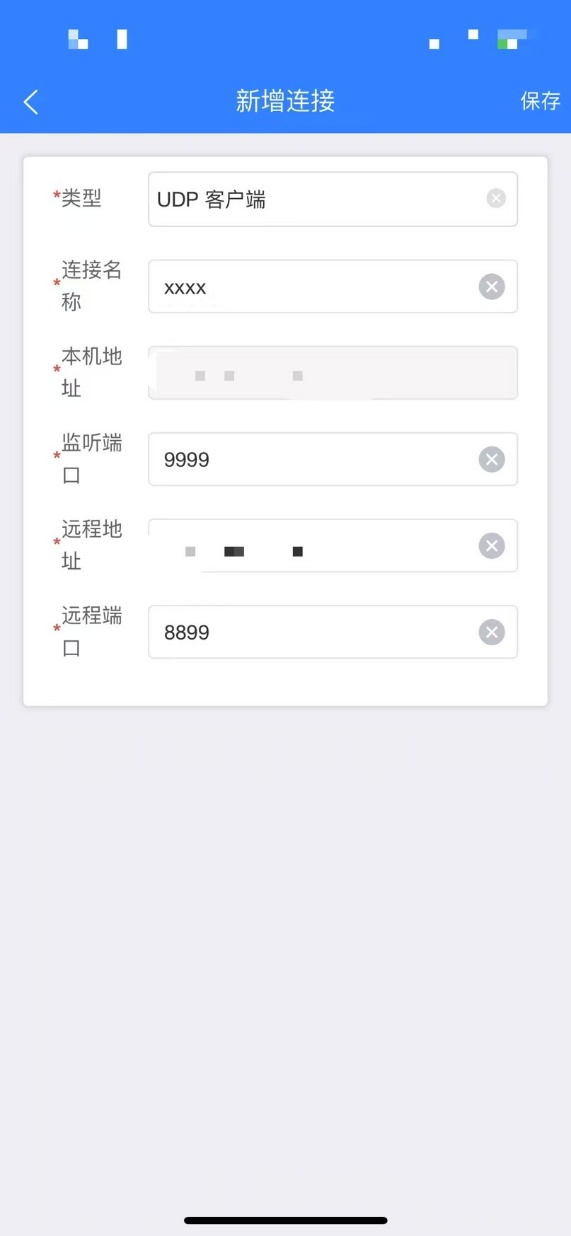 新增连接
保存
*类型
UDP 客户端
*连接名
称
xxxx
*本机地
址
*监听端
口
9999
*远程地
址
*远程端
口
8899